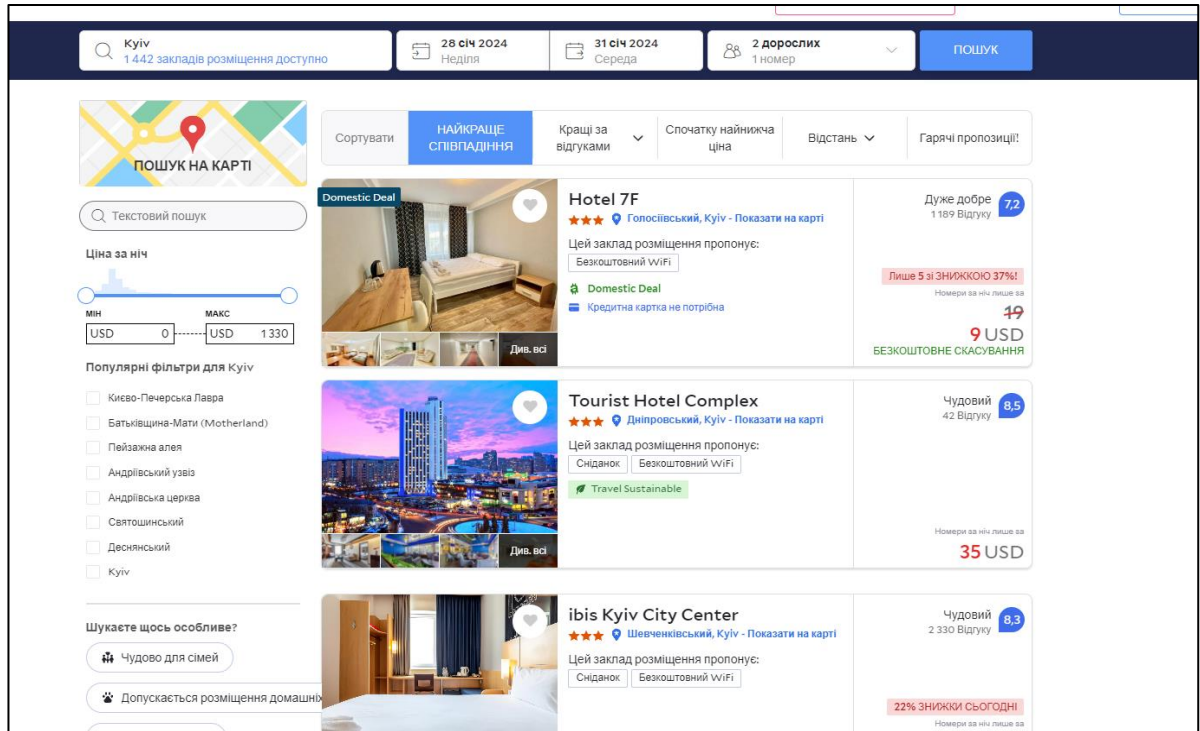 Kyiv
1 442 закладів розміщення доступно
28 січ 2024
Неділя
31 січ 2024
Середа
2 дорослих
1 номер
ПОШУК
ПОШУК НА КАРТІ
Текстовий пошук
Ціна за ніч
МІН
МАКС
USD 0
USD 1 330
Популярні фільтри для Kyiv
Києво-Печерська Лавра
Батьківщина-Мати (Motherland)
Пейзажна алея
Андріївський узвіз
Андріївська церква
Святошинський
Деснянський
Kyiv
Шукаєте щось особливе?
Чудово для сімей
Допускається розміщення домашніх
Сортувати
НАЙКРАЩЕ
СПІВПАДІННЯ
Кращі за
відгуками
Спочатку найнижча
ціна
Відстань
Гарячі пропозиції!
Domestic Deal
Див. всі
Hotel 7F
Голосіївський, Kyiv - Показати на карті
Цей заклад розміщення пропонує:
Безкоштовний WiFi
Domestic Deal
Кредитна картка не потрібна
Дуже добре
7,2
1 189 Відгуку
Лише 5 зі ЗНИЖКОЮ 37%!
Номери за ніч лише за
19
9 USD
БЕЗКОШТОВНЕ СКАСУВАННЯ
Див. всі
Tourist Hotel Complex
Дніпровський, Kyiv - Показати на карті
Цей заклад розміщення пропонує:
Сніданок
Безкоштовний WiFi
Travel Sustainable
Чудовий
8,5
42 Відгуку
Номери за ніч лише за
35 USD
ibis Kyiv City Center
Шевченківський, Kyiv - Показати на карті
Цей заклад розміщення пропонує:
Сніданок
Безкоштовний WiFi
Чудовий
8,3
2 330 Відгуку
22% ЗНИЖКИ СЬОГОДНІ
Номери за ніч лише за